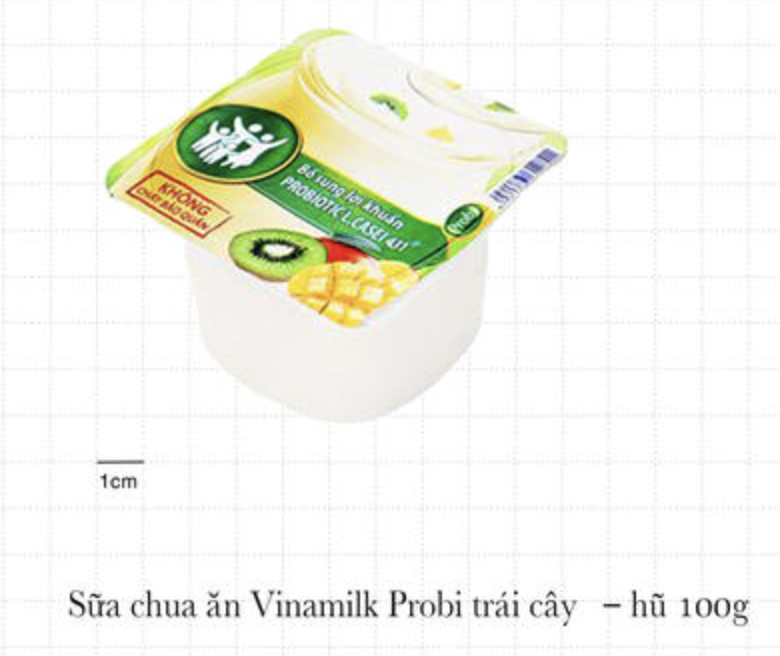 KHÔNG
CHẤT BẢO QUẢN
Bổ sung lợi khuẩn
PROBIOTIC L.CASEI 431®
Probi
1cm
Sữa chua ăn Vinamilk Probi trái cây – hũ 100g